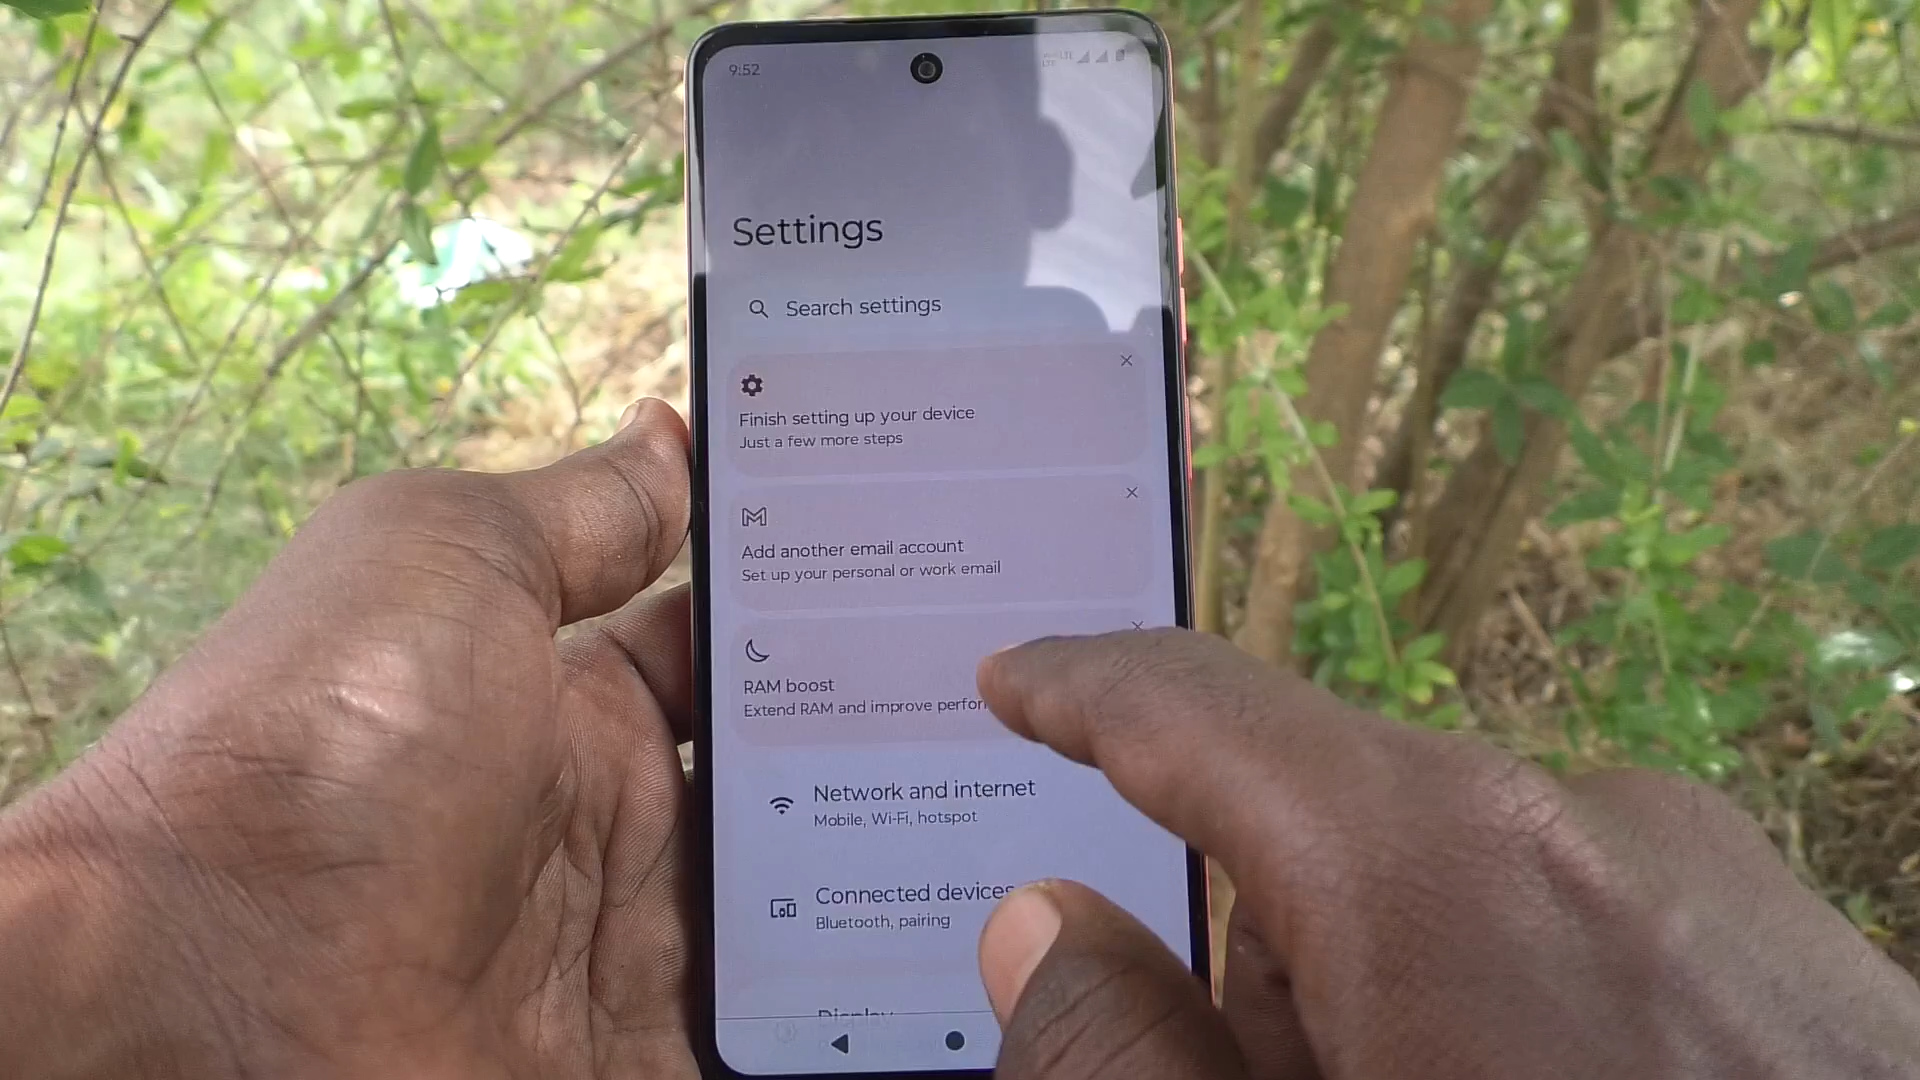 9:52
Settings
Search settings
Finish setting up your device
Just a few more steps
Add another email account
Set up your personal or work email
RAM boost
Extend RAM and improve
Network and internet
Mobile, Wi-Fi, hotspot
Connected devices
Bluetooth, pairing
Display